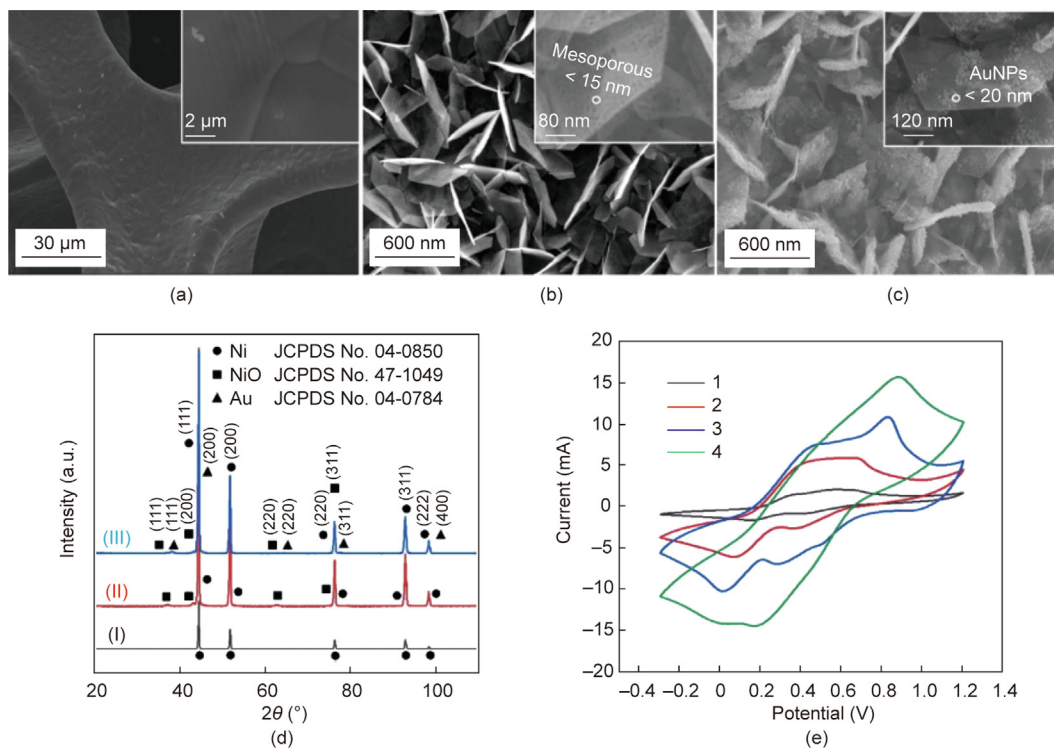 2 μm
30 μm
(a)
Mesoporous
< 15 nm
80 nm
600 nm
(b)
AuNPs
< 20 nm
120 nm
600 nm
(c)
Ni JCPDS No. 04-0850
NiO JCPDS No. 47-1049
Au JCPDS No. 04-0784
(111)
(111)
(200)
(111)
(200)
(200)
(220)
(220)
(220)
(311)
(311)
(311)
(222)
(400)
(III)
(II)
(I)
Intensity (a.u.)
20 40 60 80 100
2θ (°)
(d)
20
15
10
5
0
−5
−10
−15
−20
Current (mA)
1
2
3
4
−0.4 −0.2 0 0.2 0.4 0.6 0.8 1.0 1.2 1.4
Potential (V)
(e)